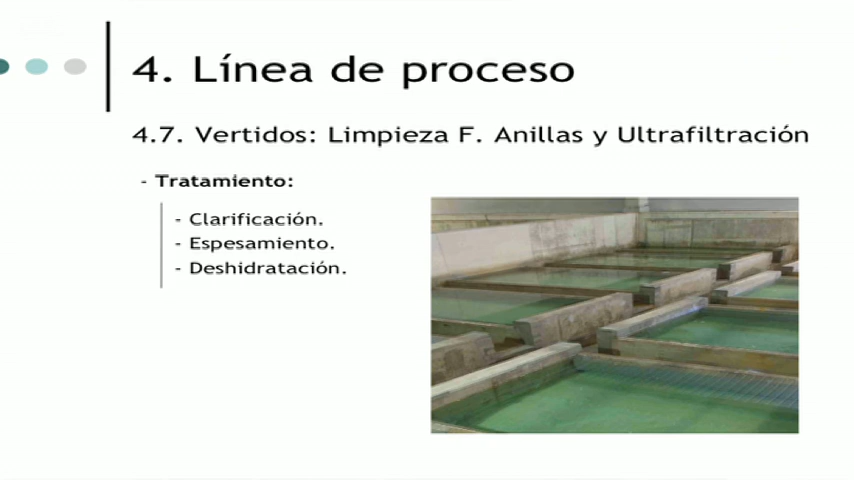 4. Línea de proceso
4.7. Vertidos: Limpieza F. Anillas y Ultrafiltración
- Tratamiento:
- Clarificación.
- Espesamiento.
- Deshidratación.